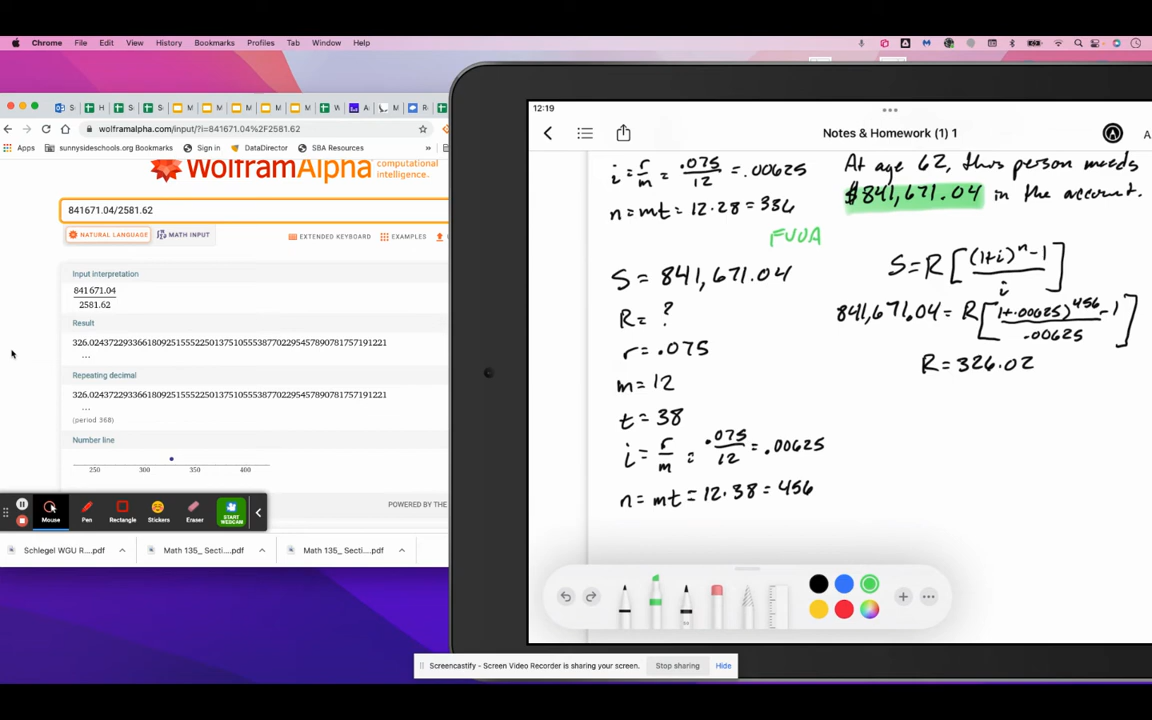 Chrome File Edit View History Bookmarks Profiles Tab Window Help
wolframalpha.com/input/?i=841671.04%2F2581.62
Apps sunnysideschools.org Bookmarks Sign in DataDirector SBA Resources
WolframAlpha computational intelligence.
841671.04/2581.62
NATURAL LANGUAGE MATH INPUT EXTENDED KEYBOARD EXAMPLES
Input interpretation
841 671.04
2581.62
Result
326.024372293366180925155522501375105553877022954578907817571912​21
...
Repeating decimal
326.024372293366180925155522501375105553877022954578907817571912​21
...
(period 368)
Number line
250 300 350 400
POWERED BY THE
Mouse Pen Rectangle Stickers Eraser START WEBCAM
Schlegel WGU R....pdf Math 135_ Secti....pdf Math 135_ Secti....pdf
12:19
Notes & Homework (1) 1
i = r/m = .075/12 = .00625
n = mt = 12·28 = 336
FVOA
At age 62, this person needs
$841,671.04 in the account.
S = 841,671.04
R = ?
r = .075
m = 12
t = 38
i = r/m = .075/12 = .00625
n = mt = 12·38 = 456
S = R [ (1+i)^n - 1 / i ]
841,671.04 = R [ (1+.00625)^456 - 1 / .00625 ]
R = 326.02
Screencastify - Screen Video Recorder is sharing your screen. Stop sharing Hide